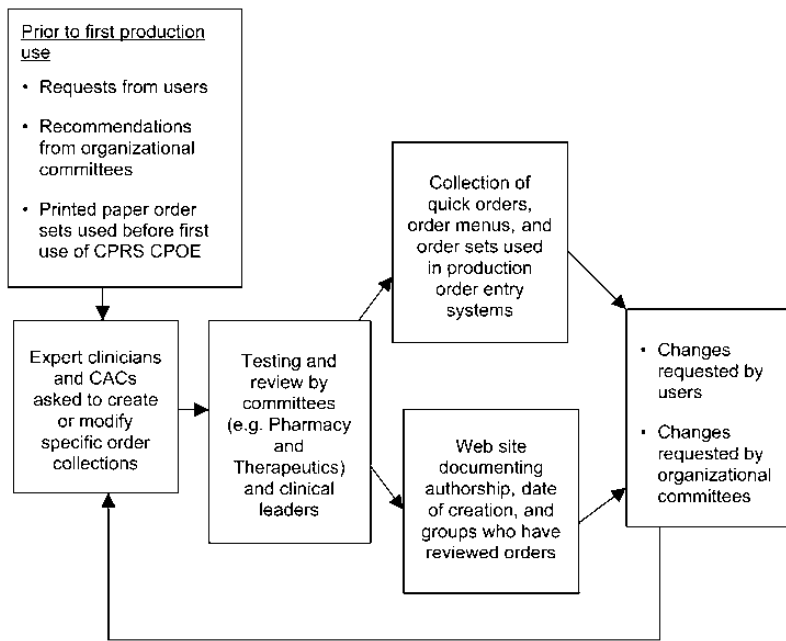 Prior to first production
use
• Requests from users
• Recommendations
from organizational
committees
• Printed paper order
sets used before first
use of CPRS CPOE
Expert clinicians
and CACs
asked to create
or modify
specific order
collections
Testing and
review by
committees
(e.g. Pharmacy
and
Therapeutics)
and clinical
leaders
Collection of
quick orders,
order menus, and
order sets used
in production
order entry
systems
Web site
documenting
authorship, date
of creation, and
groups who have
reviewed orders
• Changes
requested by
users
• Changes
requested by
organizational
committees